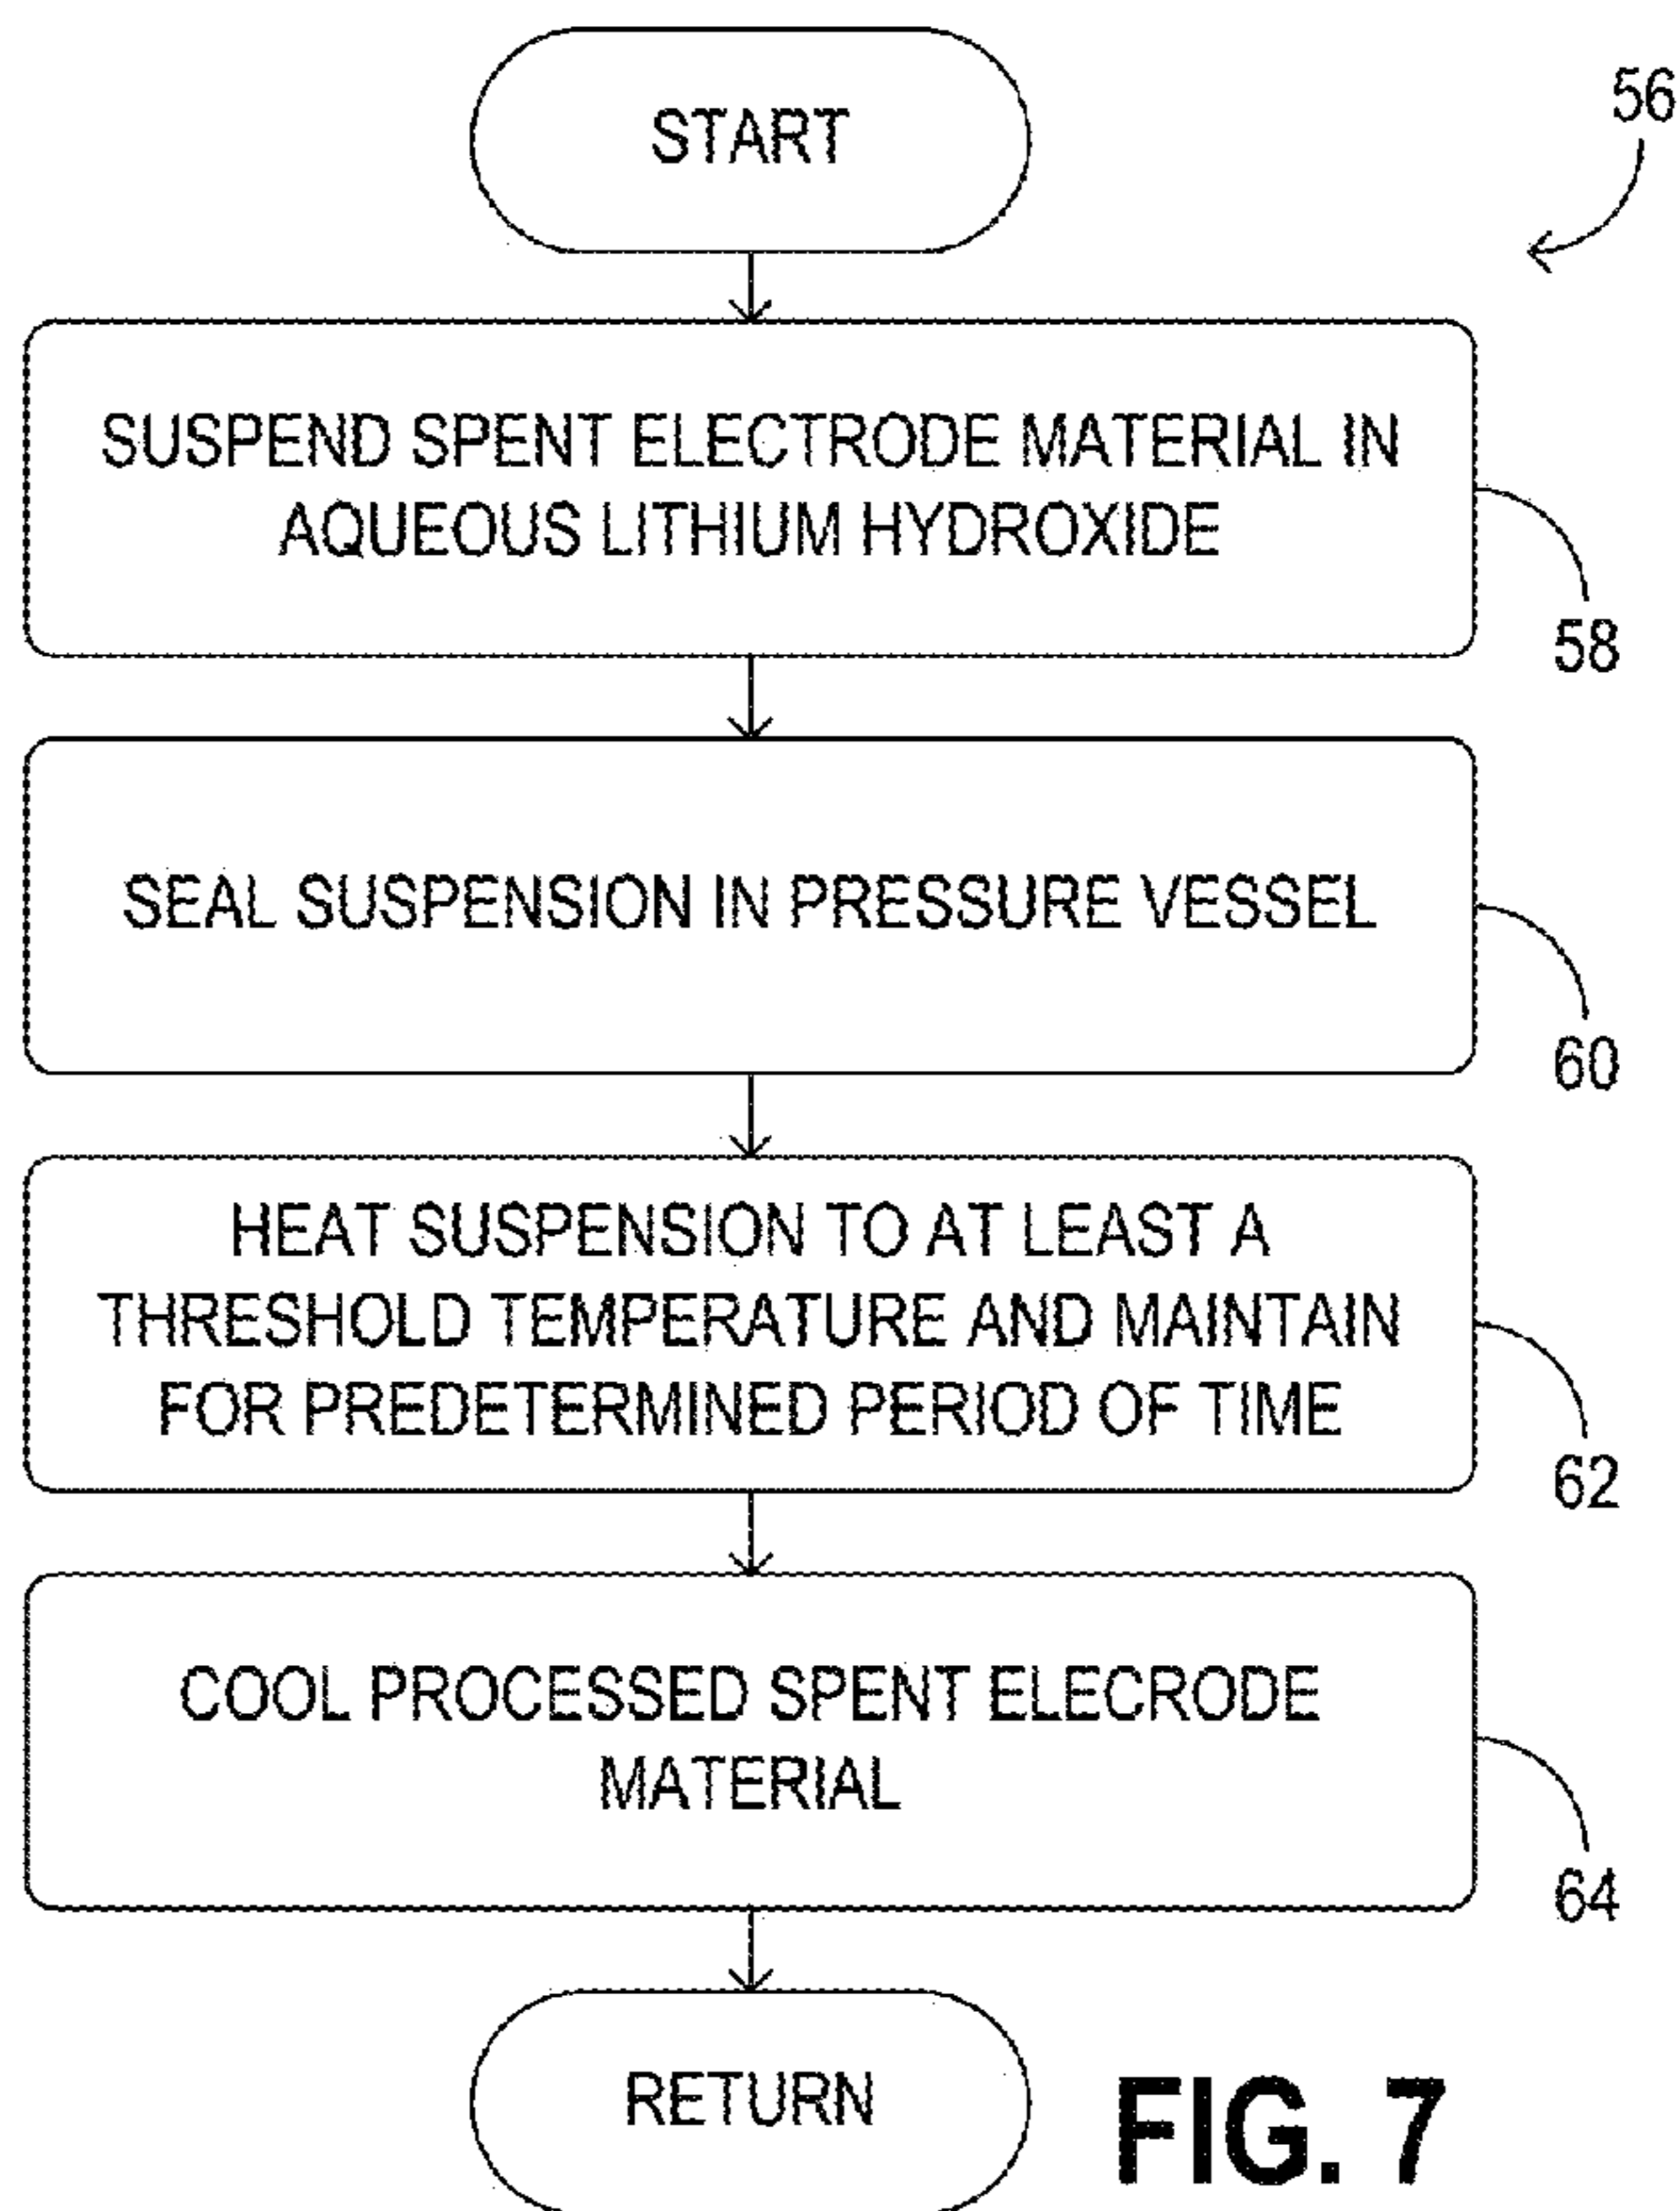 START
56
SUSPEND SPENT ELECTRODE MATERIAL IN
AQUEOUS LITHIUM HYDROXIDE
58
SEAL SUSPENSION IN PRESSURE VESSEL
60
HEAT SUSPENSION TO AT LEAST A
THRESHOLD TEMPERATURE AND MAINTAIN
FOR PREDETERMINED PERIOD OF TIME
62
COOL PROCESSED SPENT ELECRODE
MATERIAL
64
RETURN
FIG. 7